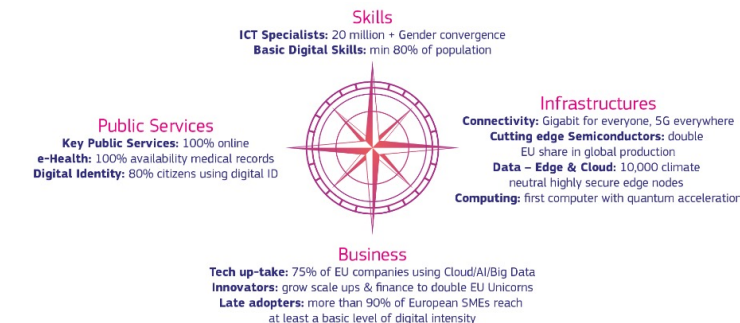 Skills
ICT Specialists: 20 million + Gender convergence
Basic Digital Skills: min 80% of population
Public Services
Key Public Services: 100% online
e-Health: 100% availability medical records
Digital Identity: 80% citizens using digital ID
Infrastructures
Connectivity: Gigabit for everyone, 5G everywhere
Cutting edge Semiconductors: double
EU share in global production
Data – Edge & Cloud: 10,000 climate
neutral highly secure edge nodes
Computing: first computer with quantum acceleration
Business
Tech up-take: 75% of EU companies using Cloud/AI/Big Data
Innovators: grow scale ups & finance to double EU Unicorns
Late adopters: more than 90% of European SMEs reach
at least a basic level of digital intensity